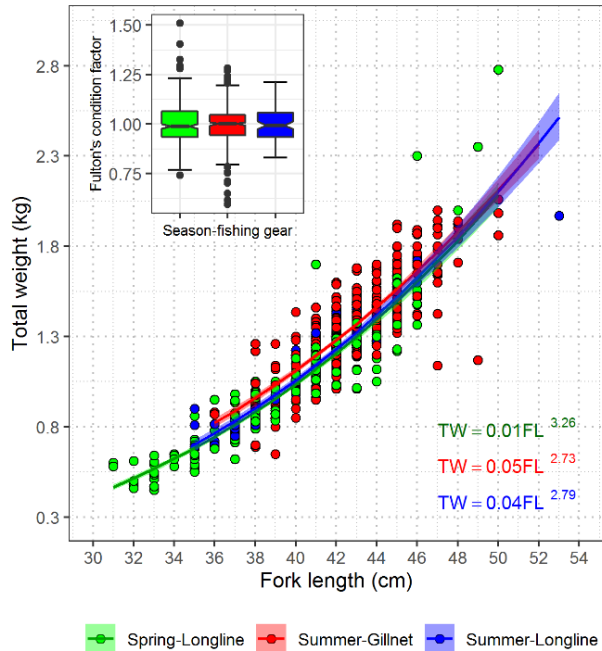 1.50
1.25
1.00
0.75
Fulton's condition factor
Season-fishing gear
2.8
2.3
1.8
1.3
0.8
0.3
Total weight (kg)
TW = 0.01FL 3.26
TW = 0.05FL 2.73
TW = 0.04FL 2.79
30 32 34 36 38 40 42 44 46 48 50 52 54
Fork length (cm)
Spring-Longline Summer-Gillnet Summer-Longline